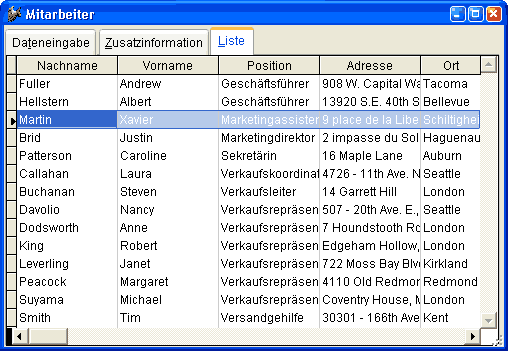 Mitarbeiter
Dateneingabe Zusatzinformation Liste
Nachname Vorname Position Adresse Ort
Fuller Andrew Geschäftsführer 908 W. Capital Wa Tacoma
Hellstern Albert Geschäftsführer 13920 S.E. 40th S Bellevue
Martin Xavier Marketingassister 9 place de la Libe Schiltighei
Brid Justin Marketingdirektor 2 impasse du Sol Haguenau
Patterson Caroline Sekretärin 16 Maple Lane Auburn
Callahan Laura Verkaufskoordinat 4726 - 11th Ave. N Seattle
Buchanan Steven Verkaufsleiter 14 Garrett Hill London
Davolio Nancy Verkaufsrepräsen 507 - 20th Ave. E., Seattle
Dodsworth Anne Verkaufsrepräsen 7 Houndstooth Ro London
King Robert Verkaufsrepräsen Edgeham Hollow, London
Leverling Janet Verkaufsrepräsen 722 Moss Bay Blv Kirkland
Peacock Margaret Verkaufsrepräsen 4110 Old Redmor Redmond
Suyama Michael Verkaufsrepräsen Coventry House, M London
Smith Tim Versandgehilfe 30301 - 166th Ave Kent